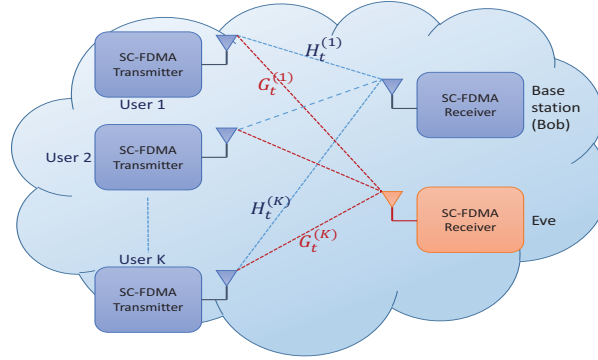 SC-FDMA
Transmitter
User 1
User 2
SC-FDMA
Transmitter
User K
SC-FDMA
Transmitter
H_t^(1)
G_t^(1)
H_t^(K)
G_t^(K)
SC-FDMA
Receiver
Base
station
(Bob)
SC-FDMA
Receiver
Eve